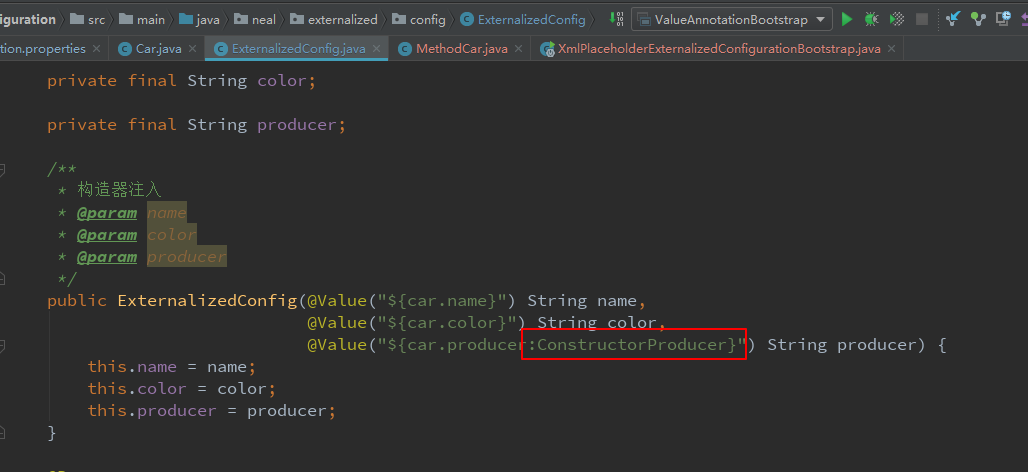 iguration src main java neal externalized config ExternalizedConfig ValueAnnotationBootstrap
tion.properties Car.java ExternalizedConfig.java MethodCar.java XmlPlaceholderExternalizedConfigurationBootstrap.java
private final String color;
private final String producer;
/**
* 构造器注入
* @param name
* @param color
* @param producer
*/
public ExternalizedConfig(@Value("${car.name}") String name,
@Value("${car.color}") String color,
@Value("${car.producer:ConstructorProducer}") String producer) {
this.name = name;
this.color = color;
this.producer = producer;
}